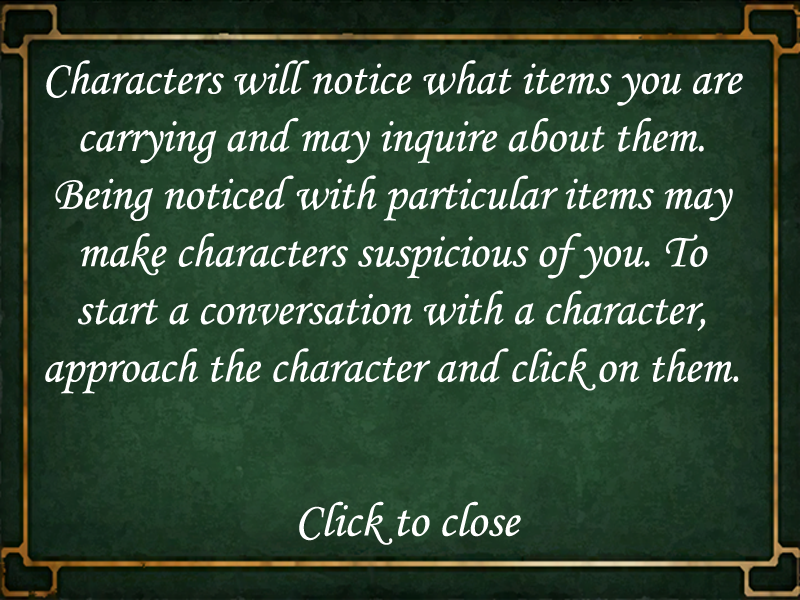 Characters will notice what items you are
carrying and may inquire about them.
Being noticed with particular items may
make characters suspicious of you. To
start a conversation with a character,
approach the character and click on them.
Click to close